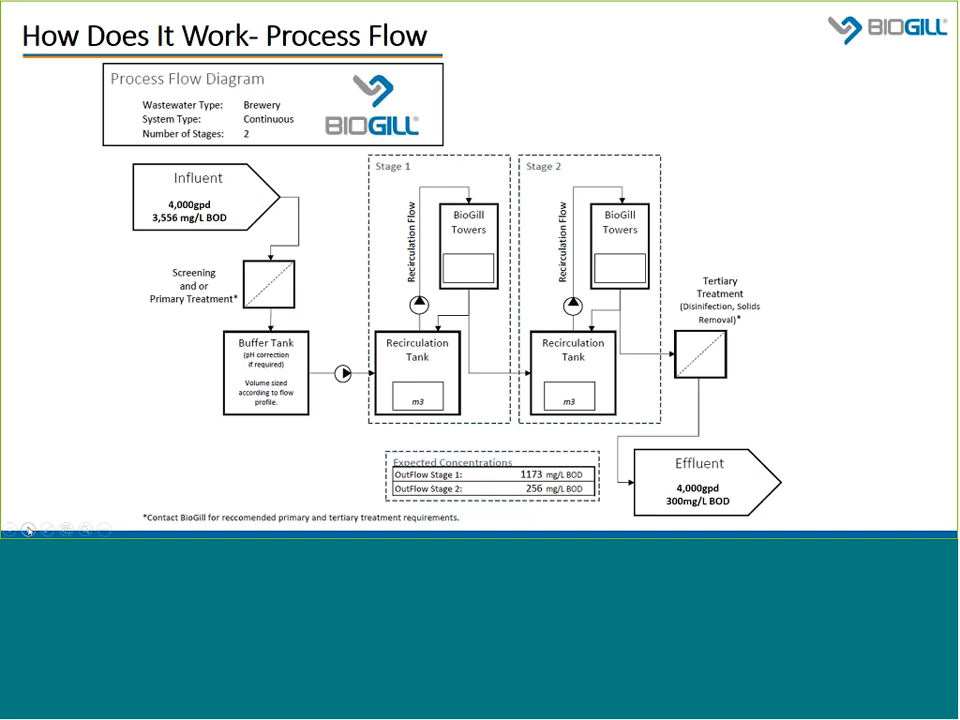 How Does It Work- Process Flow
BIOGILL
Process Flow Diagram
Wastewater Type: Brewery
System Type: Continuous
Number of Stages: 2
BIOGILL
Influent
4,000gpd
3,556 mg/L BOD
Screening
and or
Primary Treatment*
Buffer Tank
(pH correction
if required)
Volume sized
according to flow
profile.
Stage 1
Recirculation Flow
BioGill
Towers
Recirculation
Tank
m3
Stage 2
Recirculation Flow
BioGill
Towers
Recirculation
Tank
m3
Tertiary
Treatment
(Disinifection, Solids
Removal)*
Expected Concentrations
OutFlow Stage 1: 1173 mg/L BOD
OutFlow Stage 2: 256 mg/L BOD
Effluent
4,000gpd
300mg/L BOD
*Contact BioGill for reccomended primary and tertiary treatment requirements.